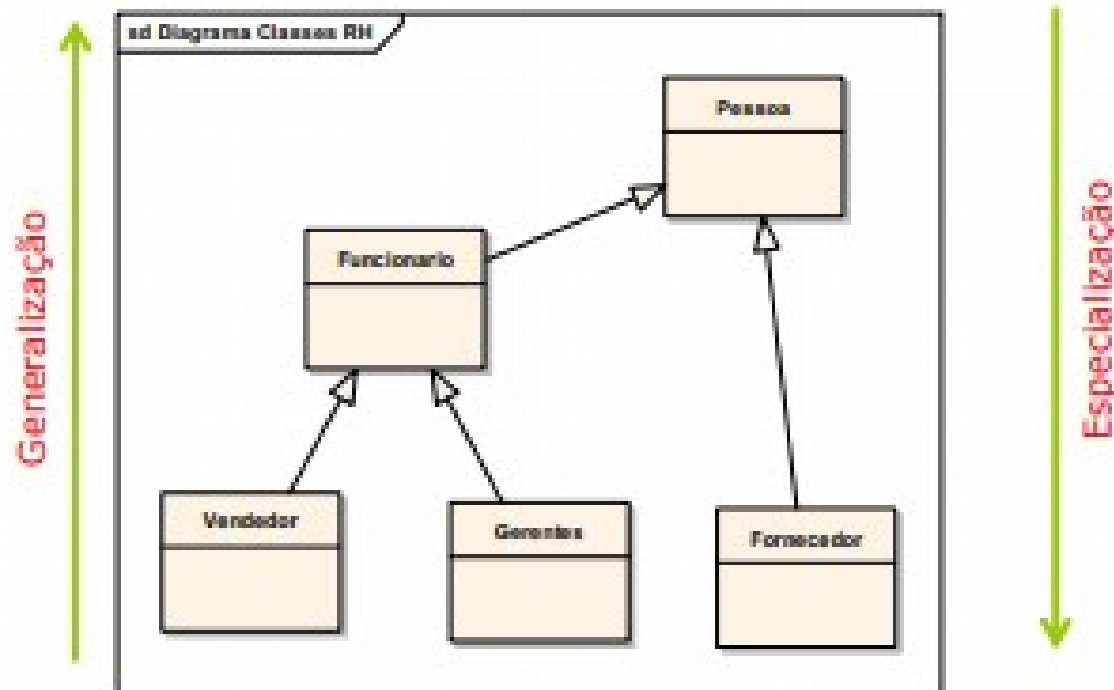 sd Diagrama Classes RH
Pessoa
Generalização
Especialização
Funcionario
Vendedor
Gerentes
Fornecedor